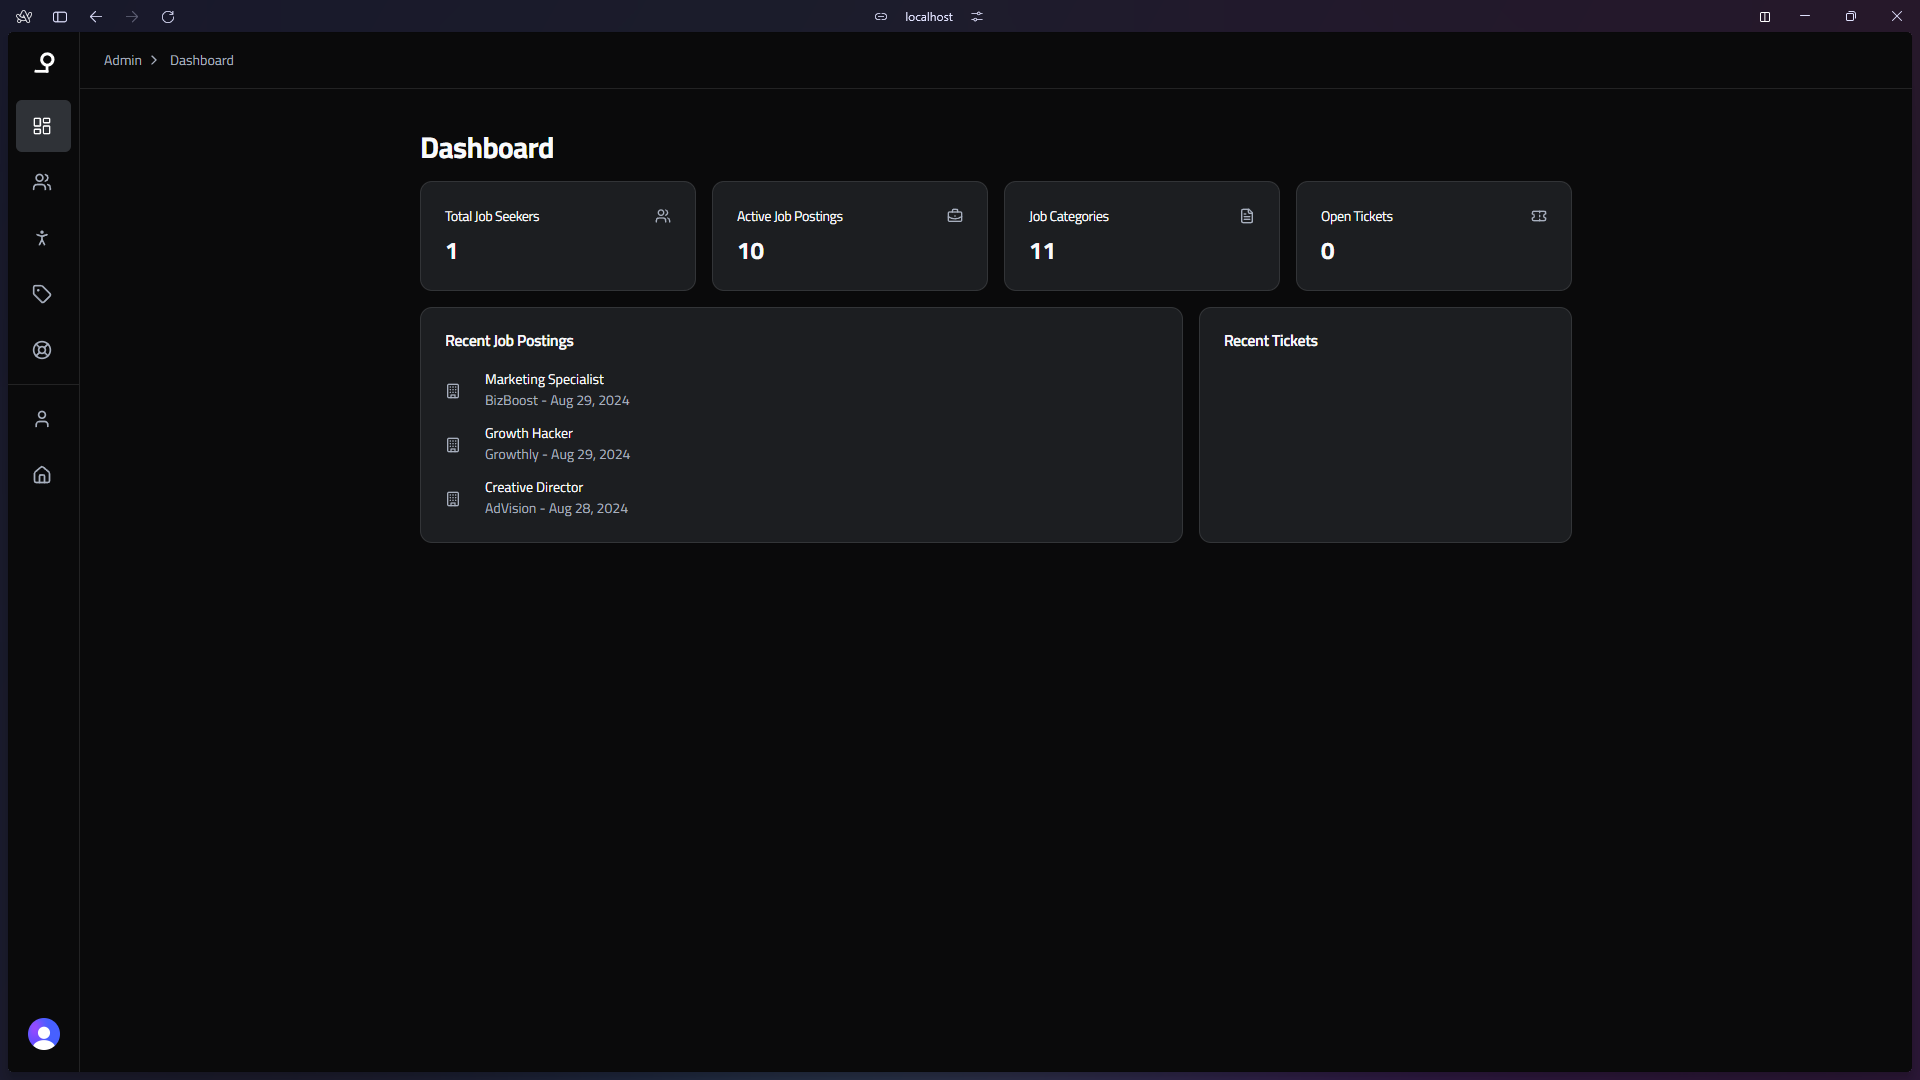 localhost
Admin
Dashboard
Dashboard
Total Job Seekers
1
Active Job Postings
10
Job Categories
11
Open Tickets
0
Recent Job Postings
Marketing Specialist
BizBoost - Aug 29, 2024
Growth Hacker
Growthly - Aug 29, 2024
Creative Director
AdVision - Aug 28, 2024
Recent Tickets